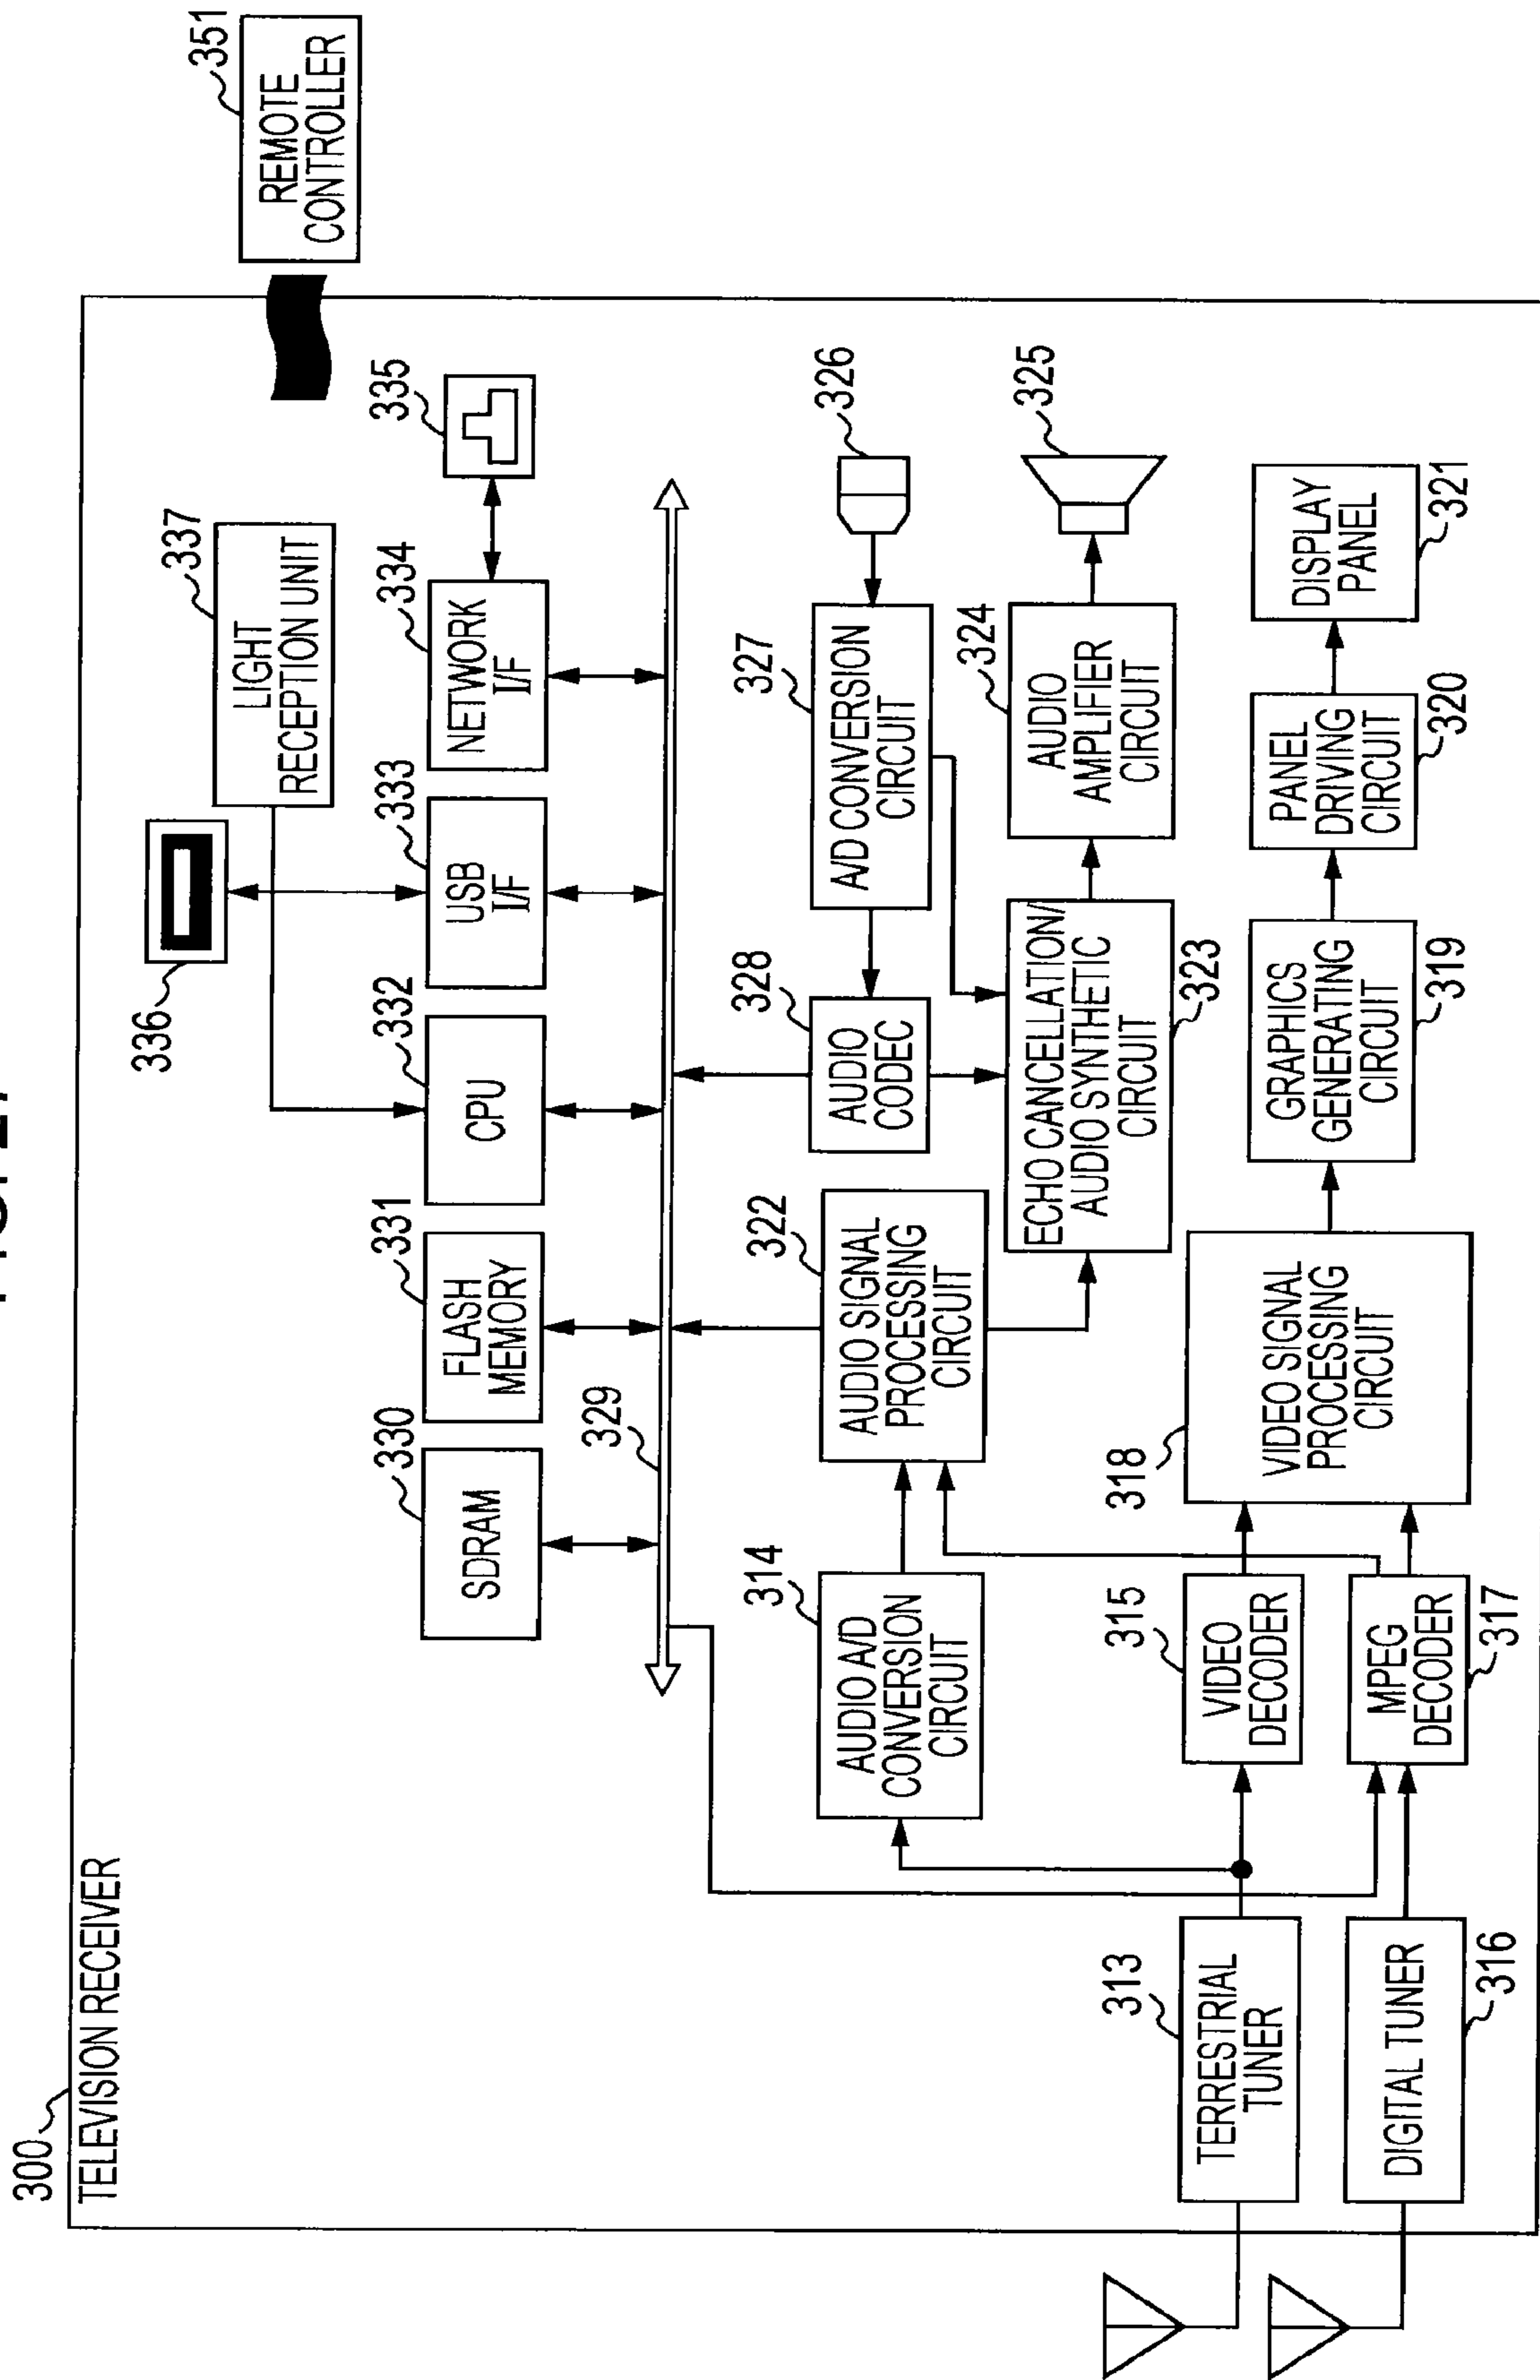 300
TELEVISION RECEIVER
351
REMOTE
CONTROLLER
336
337
LIGHT
RECEPTION UNIT
330
SDRAM
331
FLASH
MEMORY
332
CPU
333
USB
I/F
334
NETWORK
I/F
335
329
314
AUDIO A/D
CONVERSION
CIRCUIT
322
AUDIO SIGNAL
PROCESSING
CIRCUIT
328
AUDIO
CODEC
327
A/D CONVERSION
CIRCUIT
326
ECHO CANCELLATION/
AUDIO SYNTHETIC
CIRCUIT
323
324
AUDIO
AMPLIFIER
CIRCUIT
325
313
TERRESTRIAL
TUNER
315
VIDEO
DECODER
318
VIDEO SIGNAL
PROCESSING
CIRCUIT
GRAPHICS
GENERATING
CIRCUIT
319
PANEL
DRIVING
CIRCUIT
320
DISPLAY
PANEL
321
DIGITAL TUNER
316
MPEG
DECODER
317